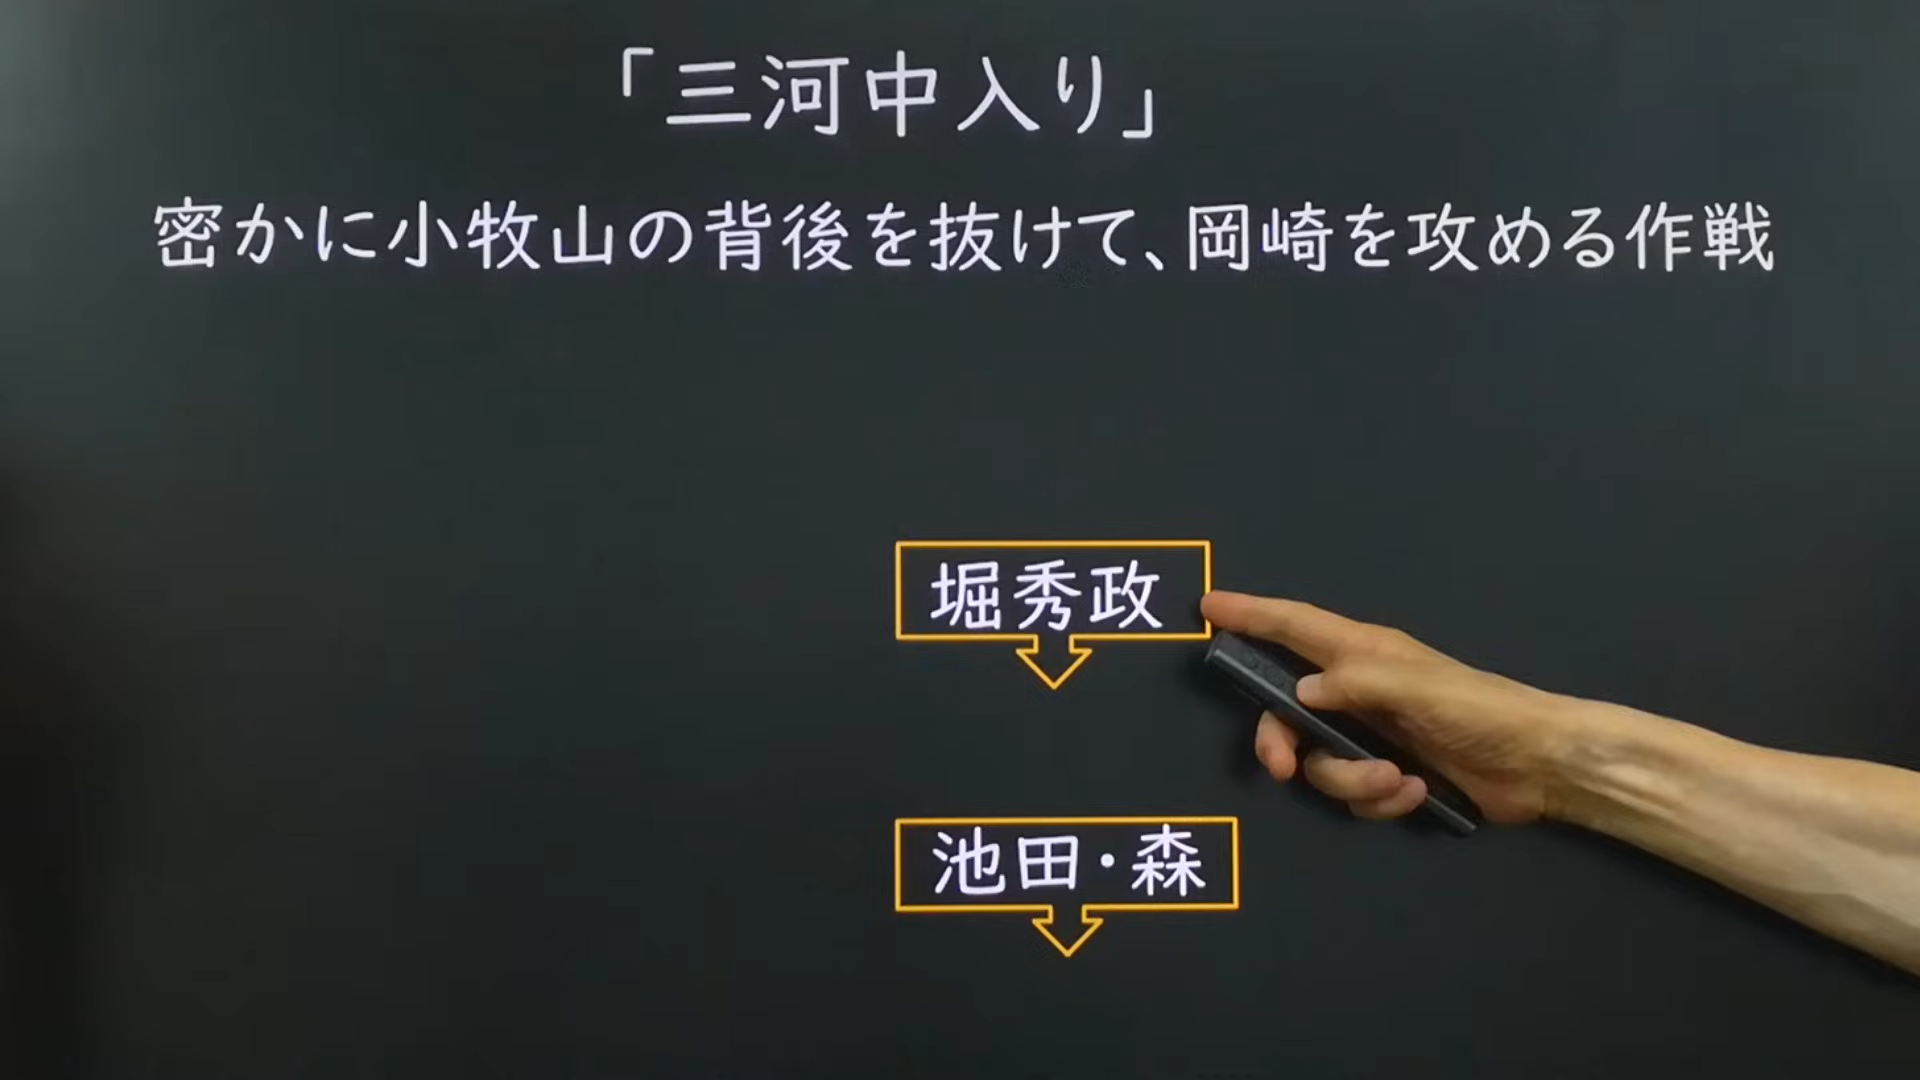 「三河中入り」
密かに小牧山の背後を抜けて、岡崎を攻める作戦
堀秀政
池田・森